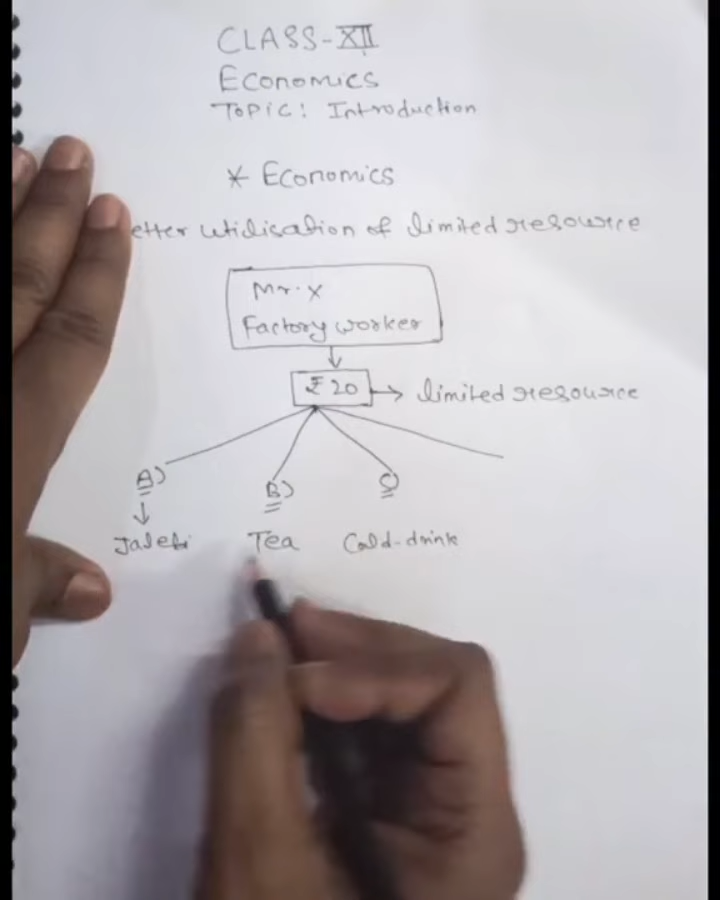 CLASS-XII
Economics
TOPIC: Introduction
* Economics
etter utilisation of limited resource
Mr. X
Factory worker
₹20 → limited resource
A) B) C)
Jalebi Tea Cold-drink